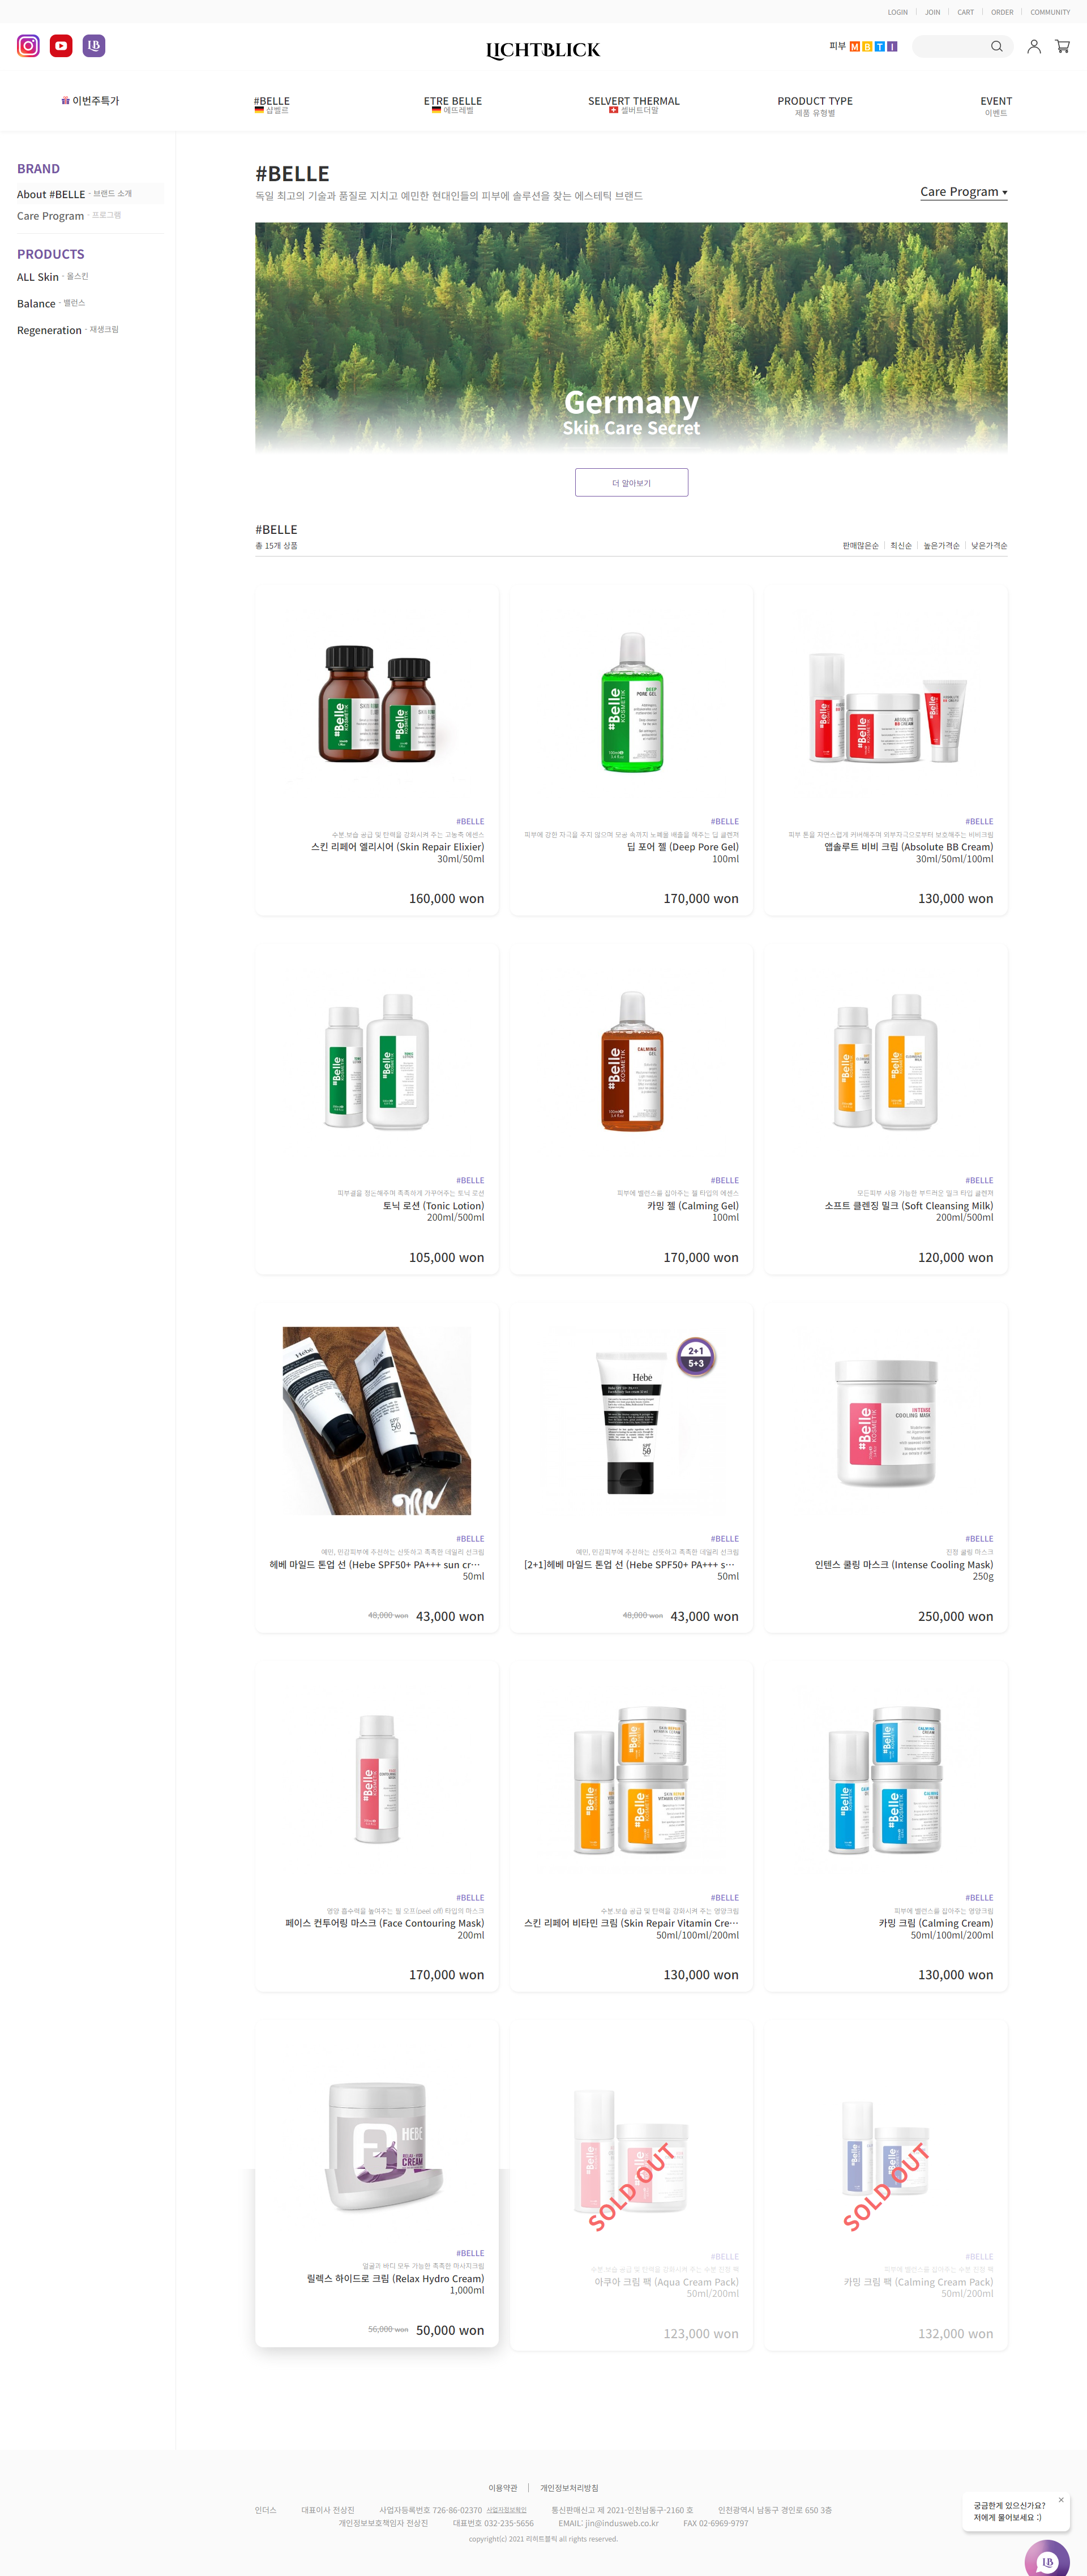 LOGIN JOIN CART ORDER COMMUNITY
LICHTBLICK
피부 M B T I
이번주특가
#BELLE
샵벨르
ETRE BELLE
에뜨레벨
SELVERT THERMAL
셀버트더말
PRODUCT TYPE
제품 유형별
EVENT
이벤트
BRAND
About #BELLE - 브랜드 소개
Care Program - 프로그램
PRODUCTS
ALL Skin - 올스킨
Balance - 밸런스
Regeneration - 재생크림
#BELLE
독일 최고의 기술과 품질로 지치고 예민한 현대인들의 피부에 솔루션을 찾는 에스테틱 브랜드
Care Program
Germany
Skin Care Secret
더 알아보기
#BELLE
총 15개 상품
판매많은순 최신순 높은가격순 낮은가격순
#BELLE
수분,보습 공급 및 탄력을 강화시켜 주는 고농축 에센스
스킨 리페어 엘리시어 (Skin Repair Elixier)
30ml/50ml
160,000 won
#BELLE
피부에 강한 자극을 주지 않으며 모공 속까지 노폐물 배출을 해주는 딥 클렌져
딥 포어 젤 (Deep Pore Gel)
100ml
170,000 won
#BELLE
피부 톤을 자연스럽게 커버해주며 외부자극으로부터 보호해주는 비비크림
앱솔루트 비비 크림 (Absolute BB Cream)
30ml/50ml/100ml
130,000 won
#BELLE
피부결을 정돈해주며 촉촉하게 가꾸어주는 토닉 로션
토닉 로션 (Tonic Lotion)
200ml/500ml
105,000 won
#BELLE
피부에 밸런스를 잡아주는 젤 타입의 에센스
카밍 젤 (Calming Gel)
100ml
170,000 won
#BELLE
모든피부 사용 가능한 부드러운 밀크 타입 클렌져
소프트 클렌징 밀크 (Soft Cleansing Milk)
200ml/500ml
120,000 won
#BELLE
예민, 민감피부에 추천하는 산뜻하고 촉촉한 데일리 선크림
헤베 마일드 톤업 선 (Hebe SPF50+ PA+++ sun cr…
50ml
48,000 won 43,000 won
2+1
5+3
#BELLE
예민, 민감피부에 추천하는 산뜻하고 촉촉한 데일리 선크림
[2+1]헤베 마일드 톤업 선 (Hebe SPF50+ PA+++ s…
50ml
48,000 won 43,000 won
#BELLE
진정 쿨링 마스크
인텐스 쿨링 마스크 (Intense Cooling Mask)
250g
250,000 won
#BELLE
영양 흡수력을 높여주는 필 오프(peel off) 타입의 마스크
페이스 컨투어링 마스크 (Face Contouring Mask)
200ml
170,000 won
#BELLE
수분,보습 공급 및 탄력을 강화시켜 주는 영양크림
스킨 리페어 비타민 크림 (Skin Repair Vitamin Cre…
50ml/100ml/200ml
130,000 won
#BELLE
피부에 밸런스를 잡아주는 영양크림
카밍 크림 (Calming Cream)
50ml/100ml/200ml
130,000 won
#BELLE
얼굴과 바디 모두 가능한 촉촉한 마사지크림
릴렉스 하이드로 크림 (Relax Hydro Cream)
1,000ml
56,000 won 50,000 won
SOLD OUT
#BELLE
수분,보습 공급 및 탄력을 강화시켜 주는 수분 진정 팩
아쿠아 크림 팩 (Aqua Cream Pack)
50ml/200ml
123,000 won
SOLD OUT
#BELLE
피부에 밸런스를 잡아주는 수분 진정 팩
카밍 크림 팩 (Calming Cream Pack)
50ml/200ml
132,000 won
이용약관 개인정보처리방침
인더스 대표이사 전상진 사업자등록번호 726-86-02370 사업자정보확인 통신판매신고 제 2021-인천남동구-2160 호 인천광역시 남동구 경인로 650 3층
개인정보보호책임자 전상진 대표번호 032-235-5656 EMAIL: jin@indusweb.co.kr FAX 02-6969-9797
copyright(c) 2021 리히트블릭 all rights reserved.
궁금한게 있으신가요?
저에게 물어보세요 :)